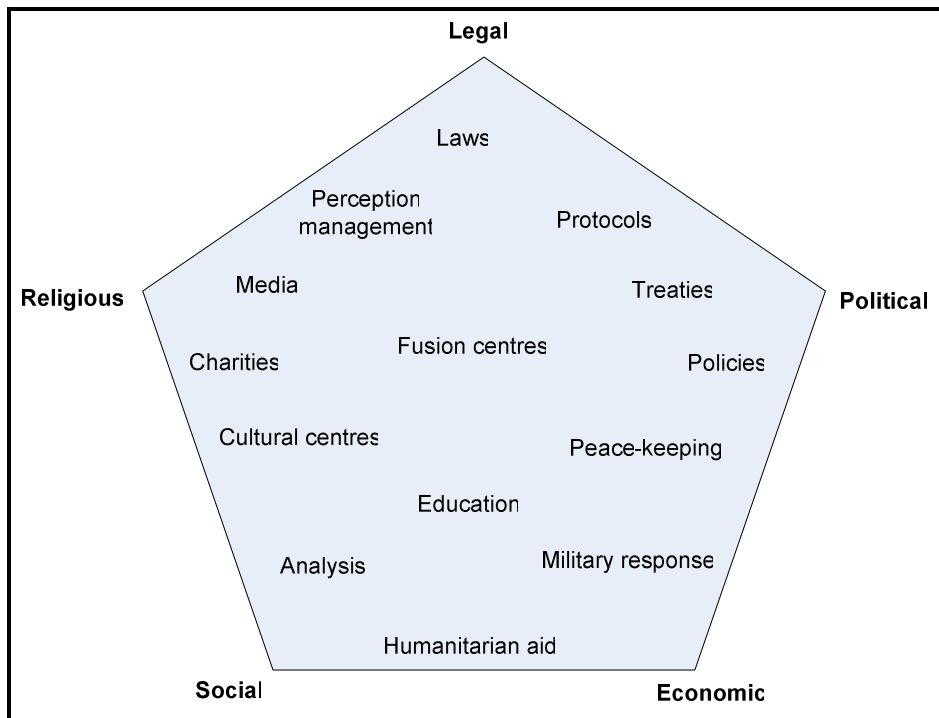 Legal
Laws
Perception
management
Protocols
Media
Treaties
Religious
Political
Fusion centres
Charities
Policies
Cultural centres
Peace-keeping
Education
Analysis
Military response
Humanitarian aid
Social
Economic